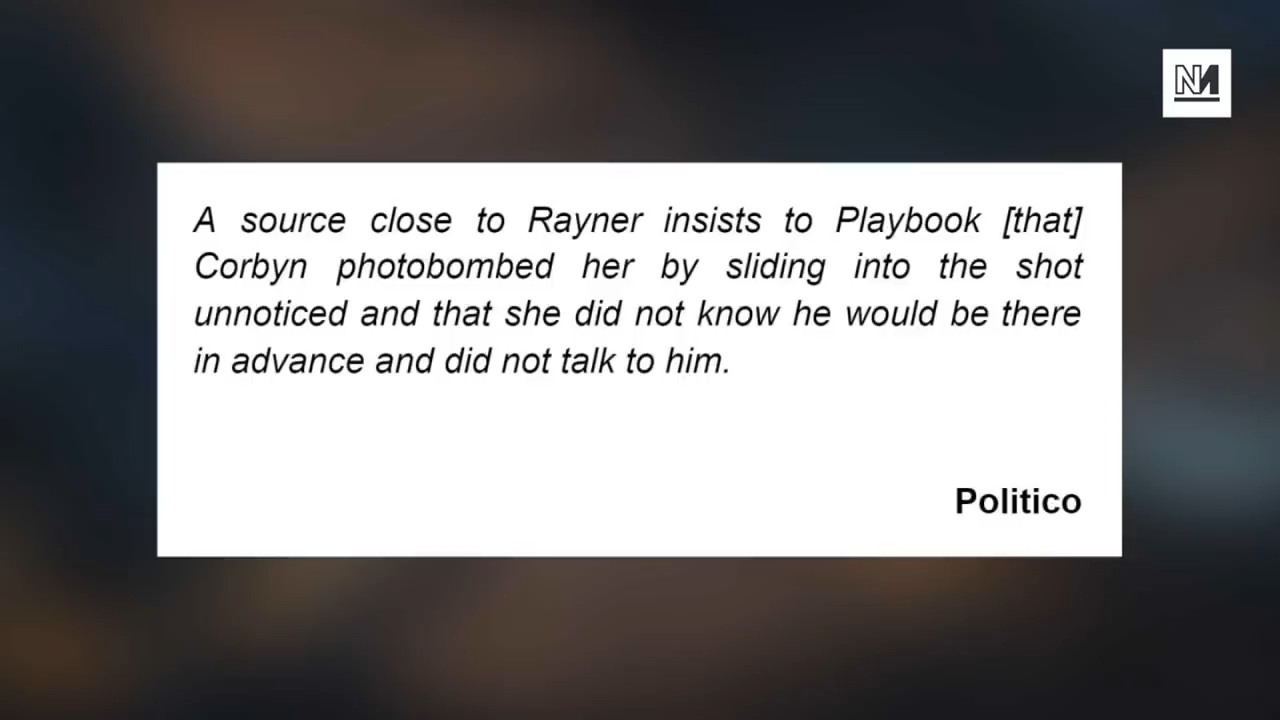 NM
A source close to Rayner insists to Playbook [that]
Corbyn photobombed her by sliding into the shot
unnoticed and that she did not know he would be there
in advance and did not talk to him.
Politico